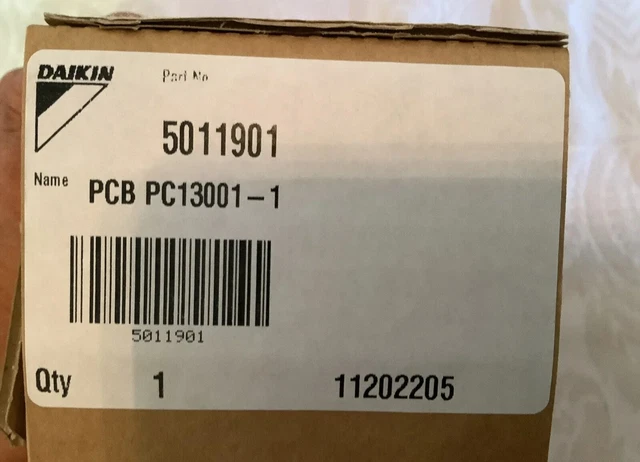 DAIKIN
Part No
5011901
Name PCB PC13001-1
5011901
Qty 1 11202205